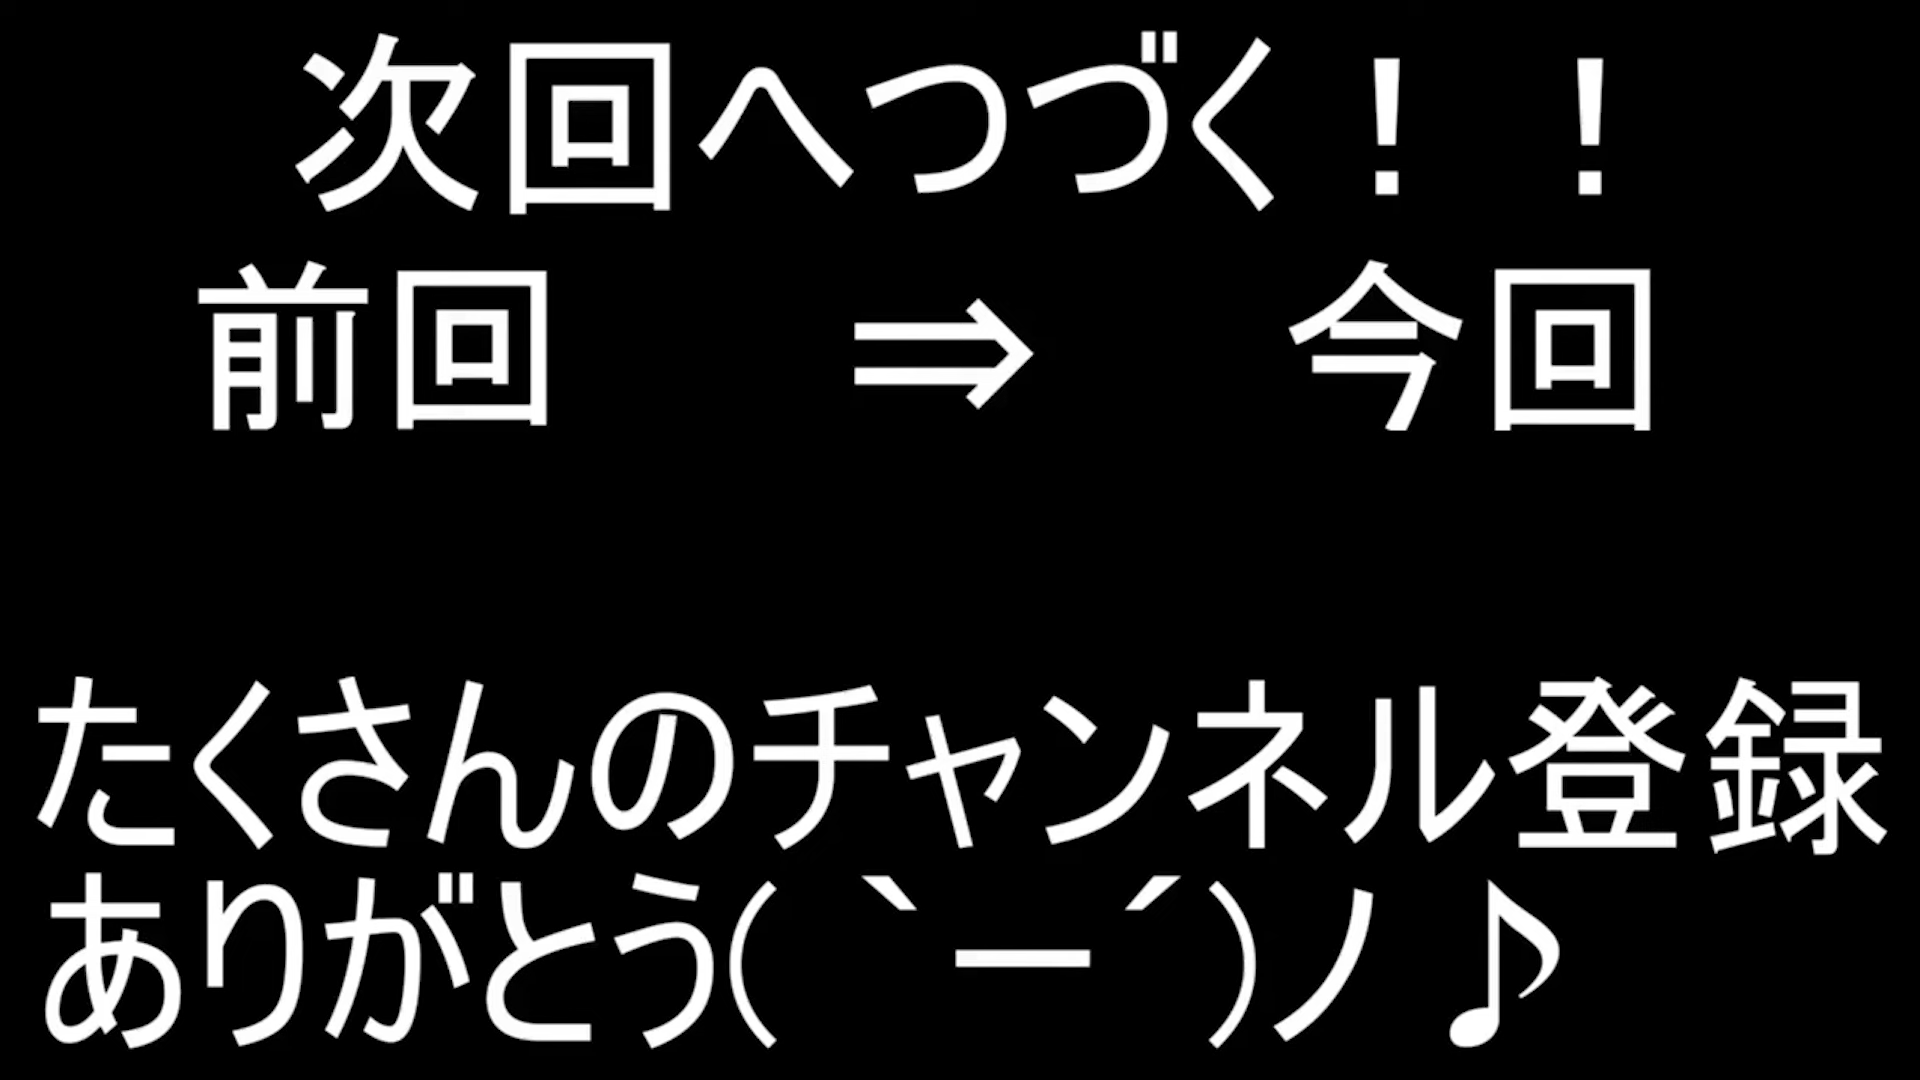 次回へつづく！！
前回　⇒　今回
たくさんのチャンネル登録
ありがとう( ｀ー´)ノ♪